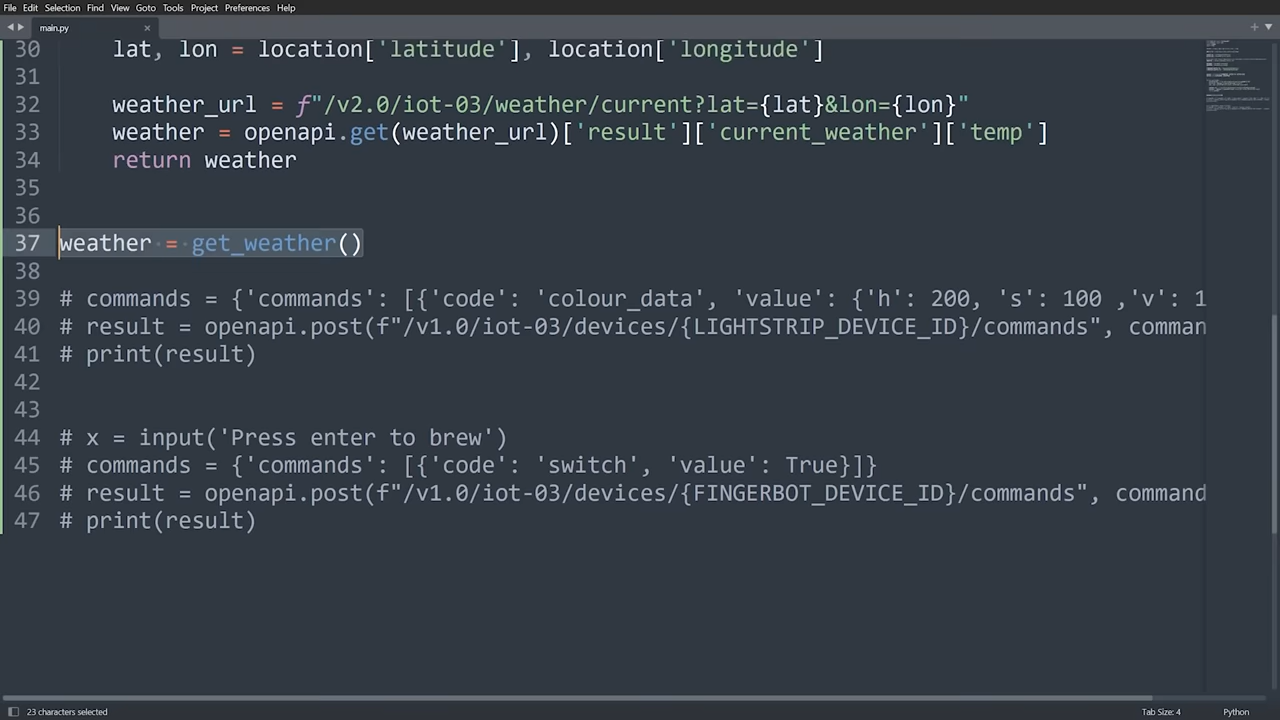 File Edit Selection Find View Goto Tools Project Preferences Help
main.py ×
30 lat, lon = location['latitude'], location['longitude']
31
32 weather_url = f"/v2.0/iot-03/weather/current?lat={lat}&lon={lon}"
33 weather = openapi.get(weather_url)['result']['current_weather']['temp']
34 return weather
35
36
37 weather = get_weather()
38
39 # commands = {'commands': [{'code': 'colour_data', 'value': {'h': 200, 's': 100 ,'v': 1
40 # result = openapi.post(f"/v1.0/iot-03/devices/{LIGHTSTRIP_DEVICE_ID}/commands", comman
41 # print(result)
42
43
44 # x = input('Press enter to brew')
45 # commands = {'commands': [{'code': 'switch', 'value': True}]}
46 # result = openapi.post(f"/v1.0/iot-03/devices/{FINGERBOT_DEVICE_ID}/commands", command
47 # print(result)
23 characters selected Tab Size: 4 Python